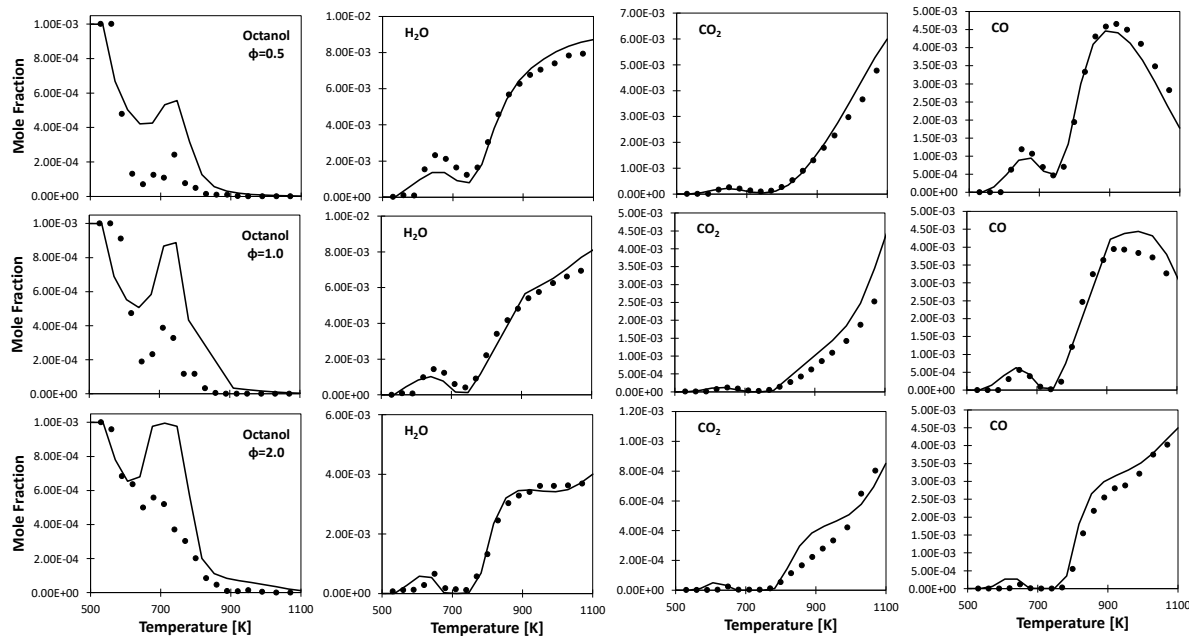 1.00E-03
8.00E-04
6.00E-04
4.00E-04
2.00E-04
0.00E+00
Mole Fraction
Octanol
ϕ=0.5
1.00E-02
8.00E-03
6.00E-03
4.00E-03
2.00E-03
0.00E+00
H₂O
7.00E-03
6.00E-03
5.00E-03
4.00E-03
3.00E-03
2.00E-03
1.00E-03
0.00E+00
CO₂
5.00E-03
4.50E-03
4.00E-03
3.50E-03
3.00E-03
2.50E-03
2.00E-03
1.50E-03
1.00E-03
5.00E-04
0.00E+00
CO
1.00E-03
8.00E-04
6.00E-04
4.00E-04
2.00E-04
0.00E+00
Mole Fraction
Octanol
ϕ=1.0
1.00E-02
8.00E-03
6.00E-03
4.00E-03
2.00E-03
0.00E+00
H₂O
5.00E-03
4.50E-03
4.00E-03
3.50E-03
3.00E-03
2.50E-03
2.00E-03
1.50E-03
1.00E-03
5.00E-04
0.00E+00
CO₂
5.00E-03
4.50E-03
4.00E-03
3.50E-03
3.00E-03
2.50E-03
2.00E-03
1.50E-03
1.00E-03
5.00E-04
0.00E+00
CO
1.00E-03
8.00E-04
6.00E-04
4.00E-04
2.00E-04
0.00E+00
Mole Fraction
Octanol
ϕ=2.0
500 700 900 1100
Temperature [K]
6.00E-03
5.00E-03
4.00E-03
3.00E-03
2.00E-03
1.00E-03
0.00E+00
H₂O
500 700 900 1100
Temperature [K]
1.20E-03
1.00E-03
8.00E-04
6.00E-04
4.00E-04
2.00E-04
0.00E+00
CO₂
500 700 900 1100
Temperature [K]
5.00E-03
4.50E-03
4.00E-03
3.50E-03
3.00E-03
2.50E-03
2.00E-03
1.50E-03
1.00E-03
5.00E-04
0.00E+00
CO
500 700 900 1100
Temperature [K]